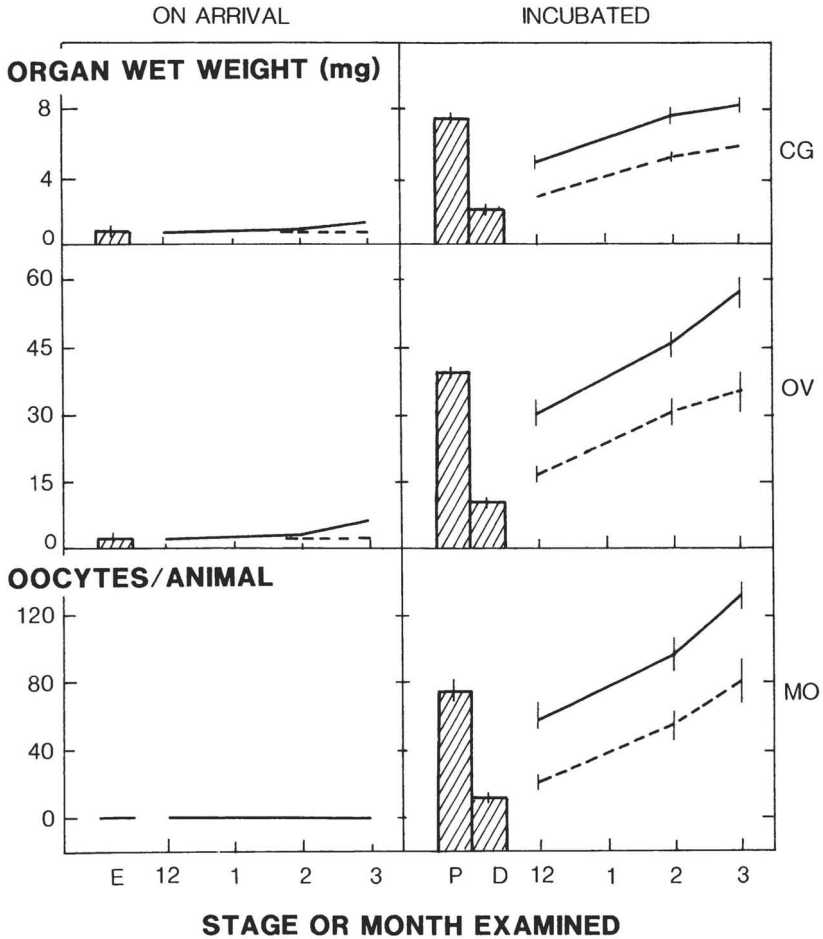 ON ARRIVAL INCUBATED
ORGAN WET WEIGHT (mg)
8
4
0
CG
60
45
30
15
0
OV
OOCYTES/ANIMAL
120
80
40
0
MO
E 12 1 2 3 P D 12 1 2 3
STAGE OR MONTH EXAMINED